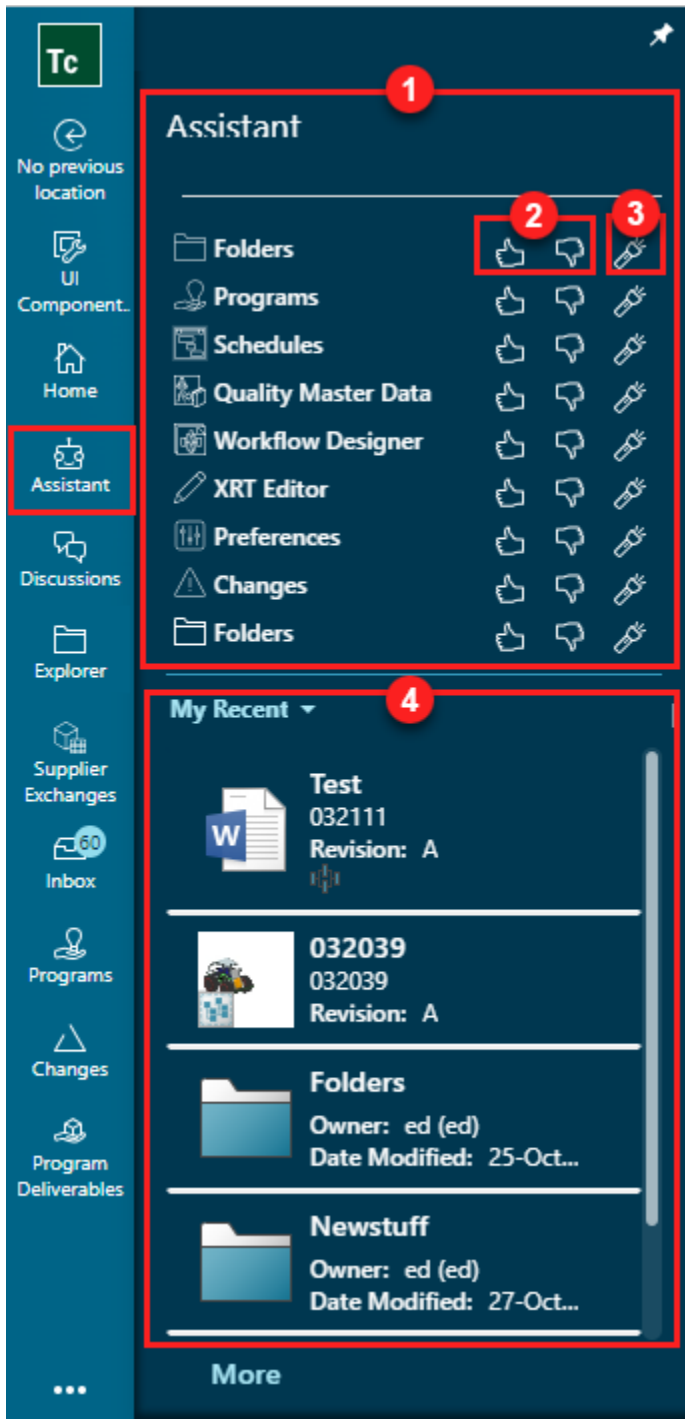 Tc
No previous
location
UI
Component..
Home
Assistant
Discussions
Explorer
Supplier
Exchanges
60
Inbox
Programs
Changes
Program
Deliverables
1
Assistant
2
3
Folders
Programs
Schedules
Quality Master Data
Workflow Designer
XRT Editor
Preferences
Changes
Folders
My Recent
4
W
Test
032111
Revision: A
032039
032039
Revision: A
Folders
Owner: ed (ed)
Date Modified: 25-Oct...
Newstuff
Owner: ed (ed)
Date Modified: 27-Oct...
More